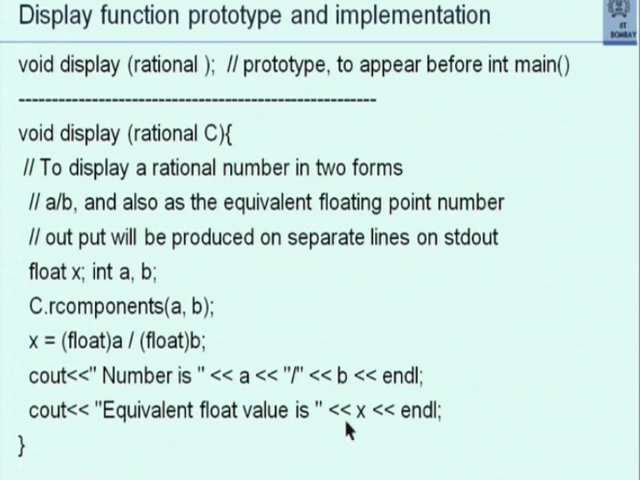 Display function prototype and implementation
IIT
BOMBAY
void display (rational ); // prototype, to appear before int main()
-----------------------------------------------------
void display (rational C){
// To display a rational number in two forms
// a/b, and also as the equivalent floating point number
// out put will be produced on separate lines on stdout
float x; int a, b;
C.rcomponents(a, b);
x = (float)a / (float)b;
cout<<" Number is " << a << "/" << b << endl;
cout<< "Equivalent float value is " << x << endl;
}